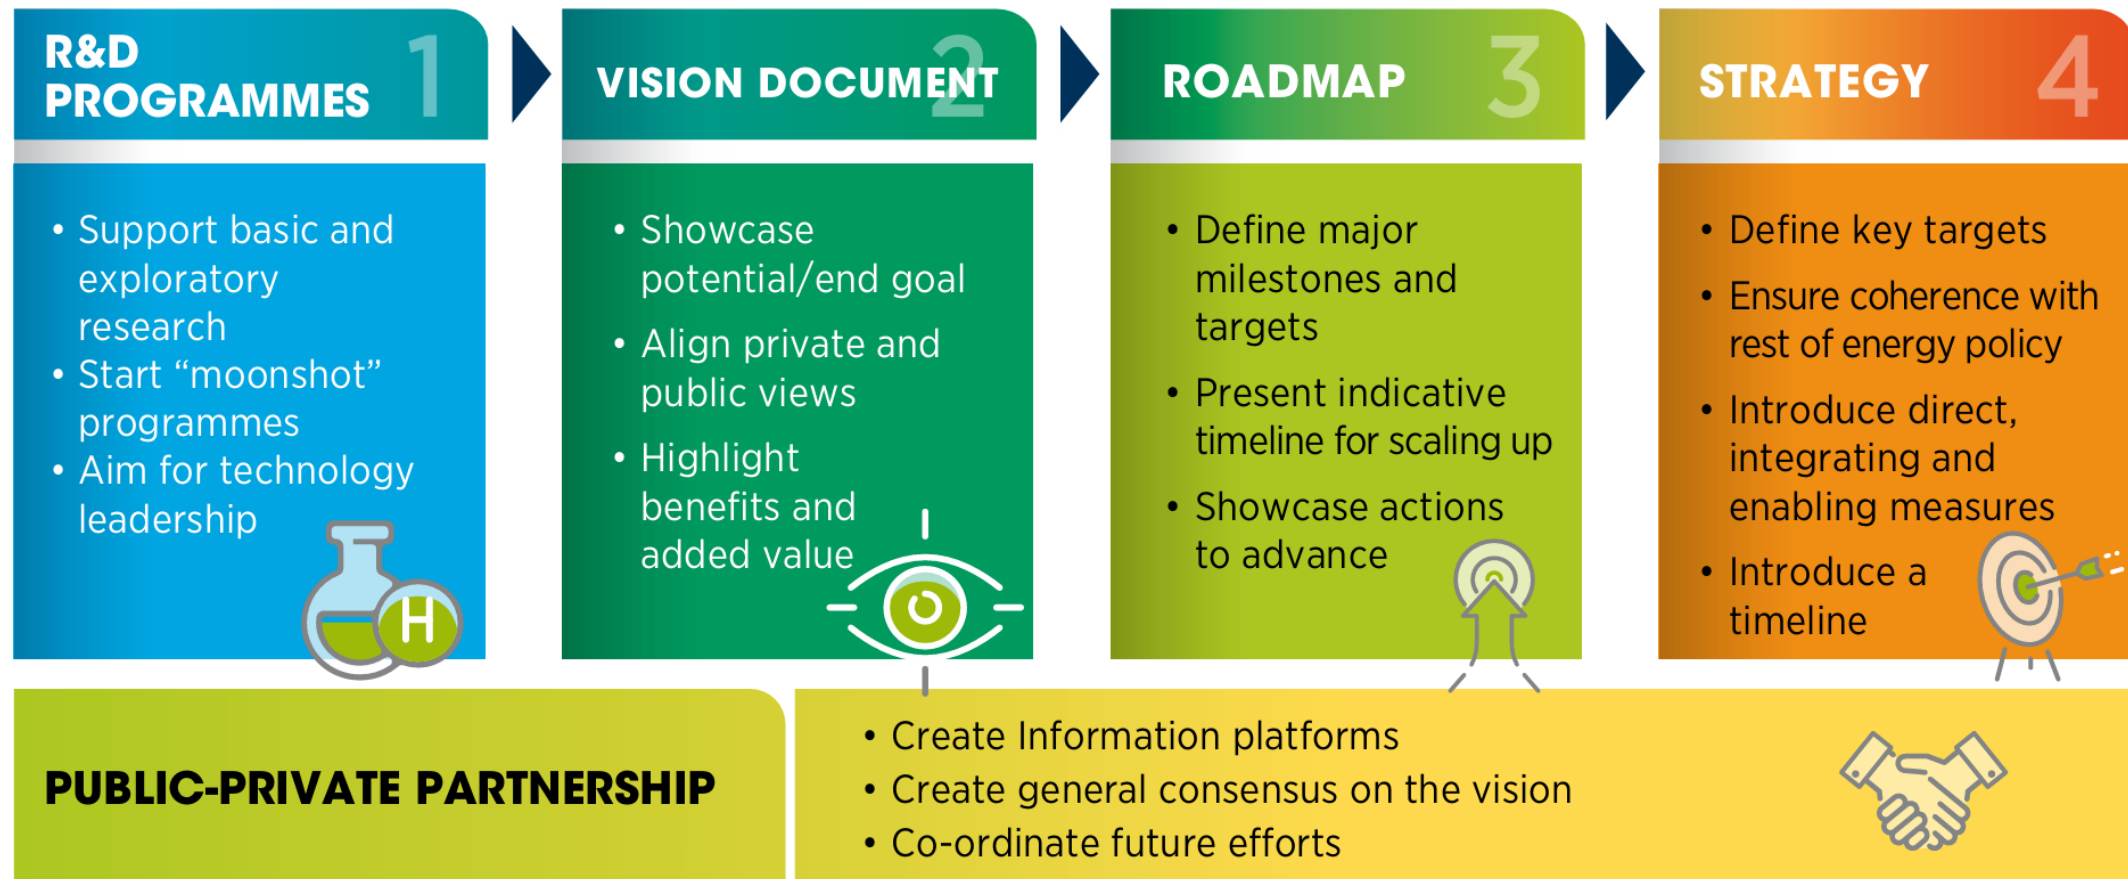 R&D
PROGRAMMES
1
• Support basic and
exploratory
research
• Start “moonshot”
programmes
• Aim for technology
leadership
H
VISION DOCUMENT
2
• Showcase
potential/end goal
• Align private and
public views
• Highlight
benefits and
added value
ROADMAP
3
• Define major
milestones and
targets
• Present indicative
timeline for scaling up
• Showcase actions
to advance
STRATEGY
4
• Define key targets
• Ensure coherence with
rest of energy policy
• Introduce direct,
integrating and
enabling measures
• Introduce a
timeline
PUBLIC-PRIVATE PARTNERSHIP
• Create Information platforms
• Create general consensus on the vision
• Co-ordinate future efforts